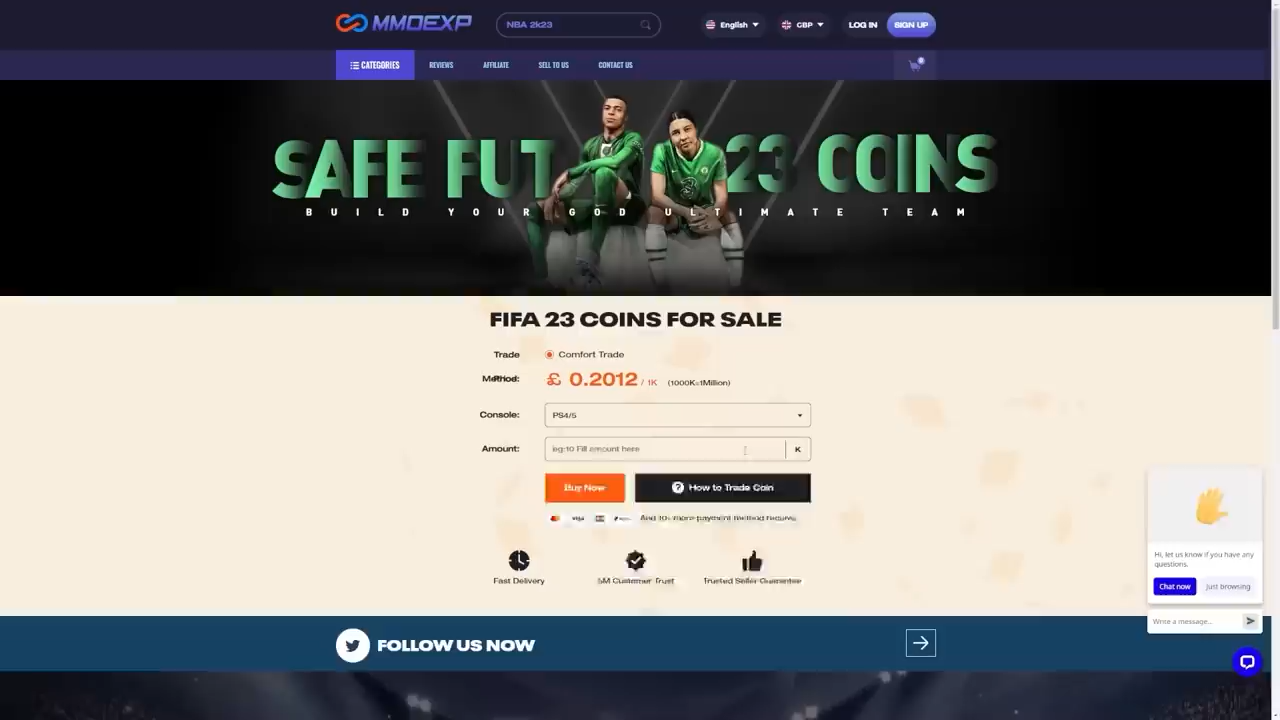 MMOEXP
NBA 2k23
English
GBP
LOG IN
SIGN UP
CATEGORIES
REVIEWS
AFFILIATE
SELL TO US
CONTACT US
0
SAFE FUT 23 COINS
BUILD YOUR GOD ULTIMATE TEAM
FIFA 23 COINS FOR SALE
Trade Comfort Trade
£ 0.2012 / 1K (1000K=1Million)
Console: PS4/5
Amount: eg:10 Fill amount here K
Buy Now
? How to Trade Coin
VISA
And 10+ more payment method
Fast Delivery
5M Customer Trust
Trusted Seller Guarantee
Hi, let us know if you have any
questions.
Chat now
Just browsing
Write a message...
FOLLOW US NOW